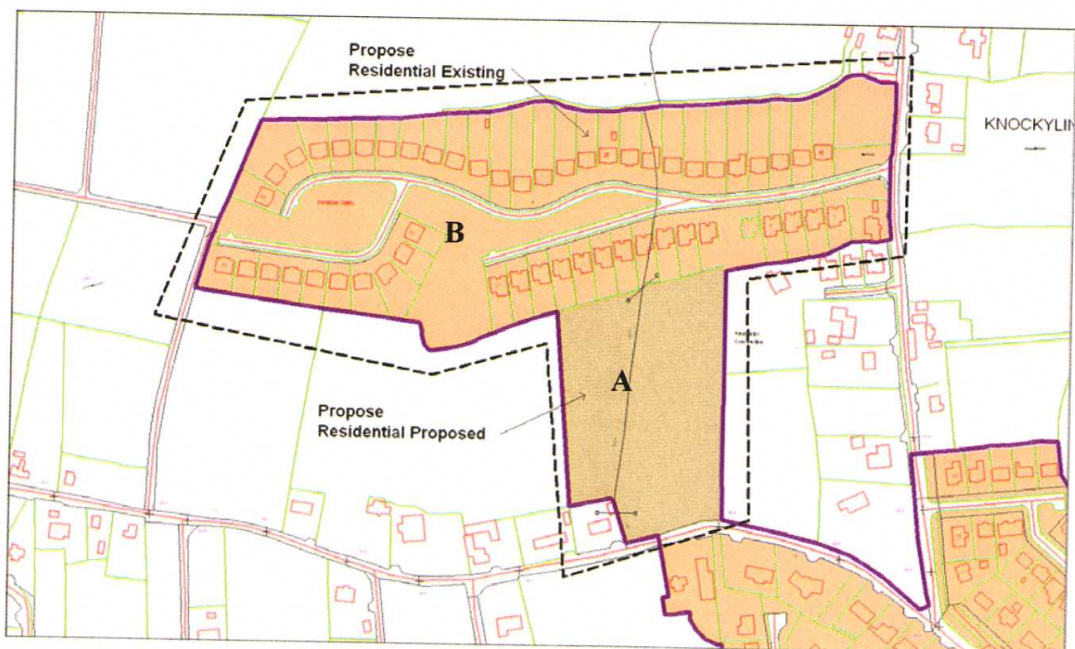 Propose
Residential Existing
KNOCKYLIN
B
A
Propose
Residential Proposed